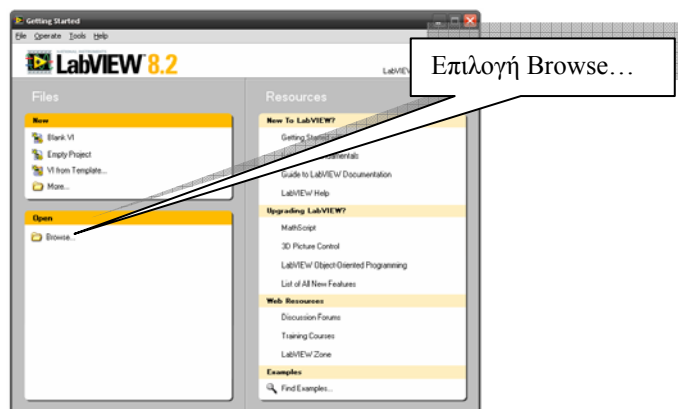 Getting Started
File Operate Tools Help
LabVIEW 8.2
LabVIEW
Επιλογή Browse…
Files
New
Blank VI
Empty Project
VI from Template...
More...
Open
Browse...
Resources
New To LabVIEW?
Getting Started
Guide to LabVIEW Documentation
LabVIEW Help
Upgrading LabVIEW?
MathScript
3D Picture Control
LabVIEW Object-Oriented Programming
List of All New Features
Web Resources
Discussion Forums
Training Courses
LabVIEW Zone
Examples
Find Examples...